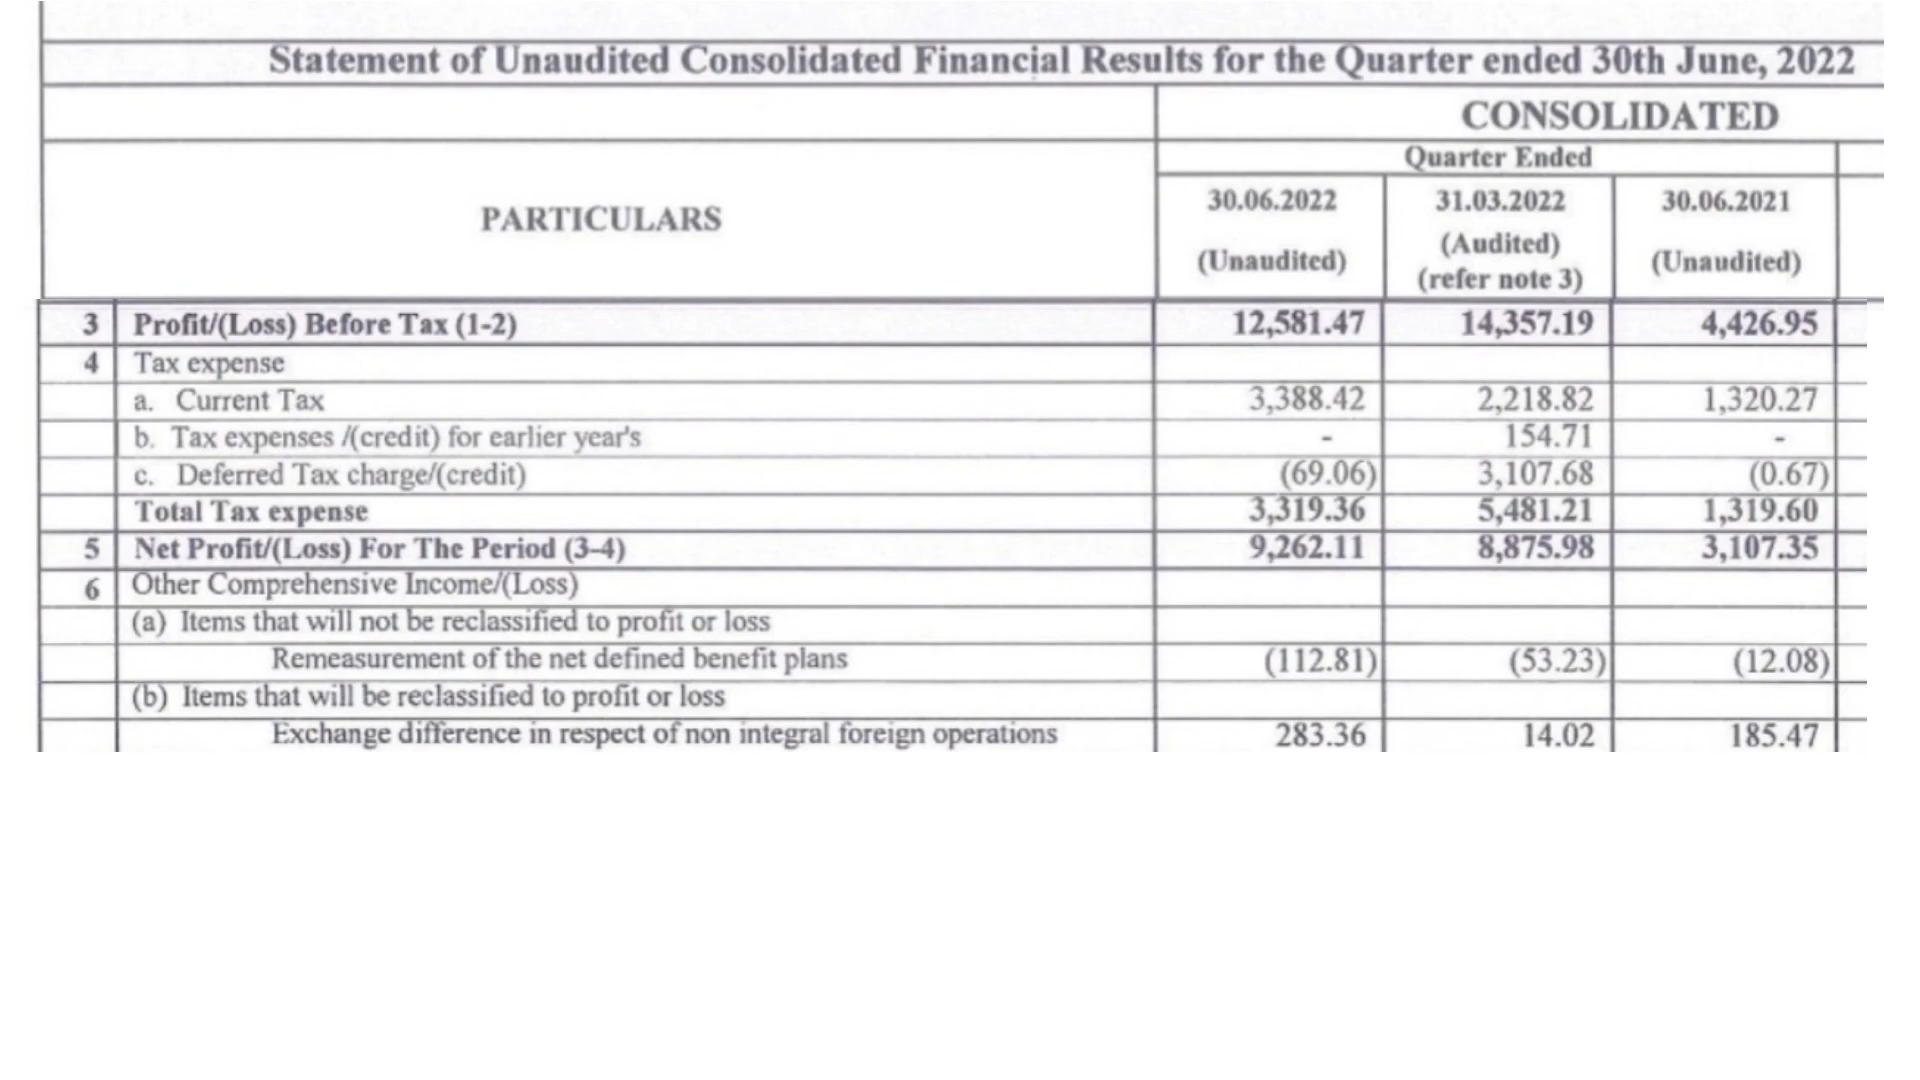 Statement of Unaudited Consolidated Financial Results for the Quarter ended 30th June, 2022
CONSOLIDATED
PARTICULARS
Quarter Ended
30.06.2022 31.03.2022 30.06.2021
(Unaudited) (Audited) (Unaudited)
(refer note 3)
3 Profit/(Loss) Before Tax (1-2) 12,581.47 14,357.19 4,426.95
4 Tax expense
a. Current Tax 3,388.42 2,218.82 1,320.27
b. Tax expenses /(credit) for earlier year's - 154.71 -
c. Deferred Tax charge/(credit) (69.06) 3,107.68 (0.67)
Total Tax expense 3,319.36 5,481.21 1,319.60
5 Net Profit/(Loss) For The Period (3-4) 9,262.11 8,875.98 3,107.35
6 Other Comprehensive Income/(Loss)
(a) Items that will not be reclassified to profit or loss
Remeasurement of the net defined benefit plans (112.81) (53.23) (12.08)
(b) Items that will be reclassified to profit or loss
Exchange difference in respect of non integral foreign operations 283.36 14.02 185.47